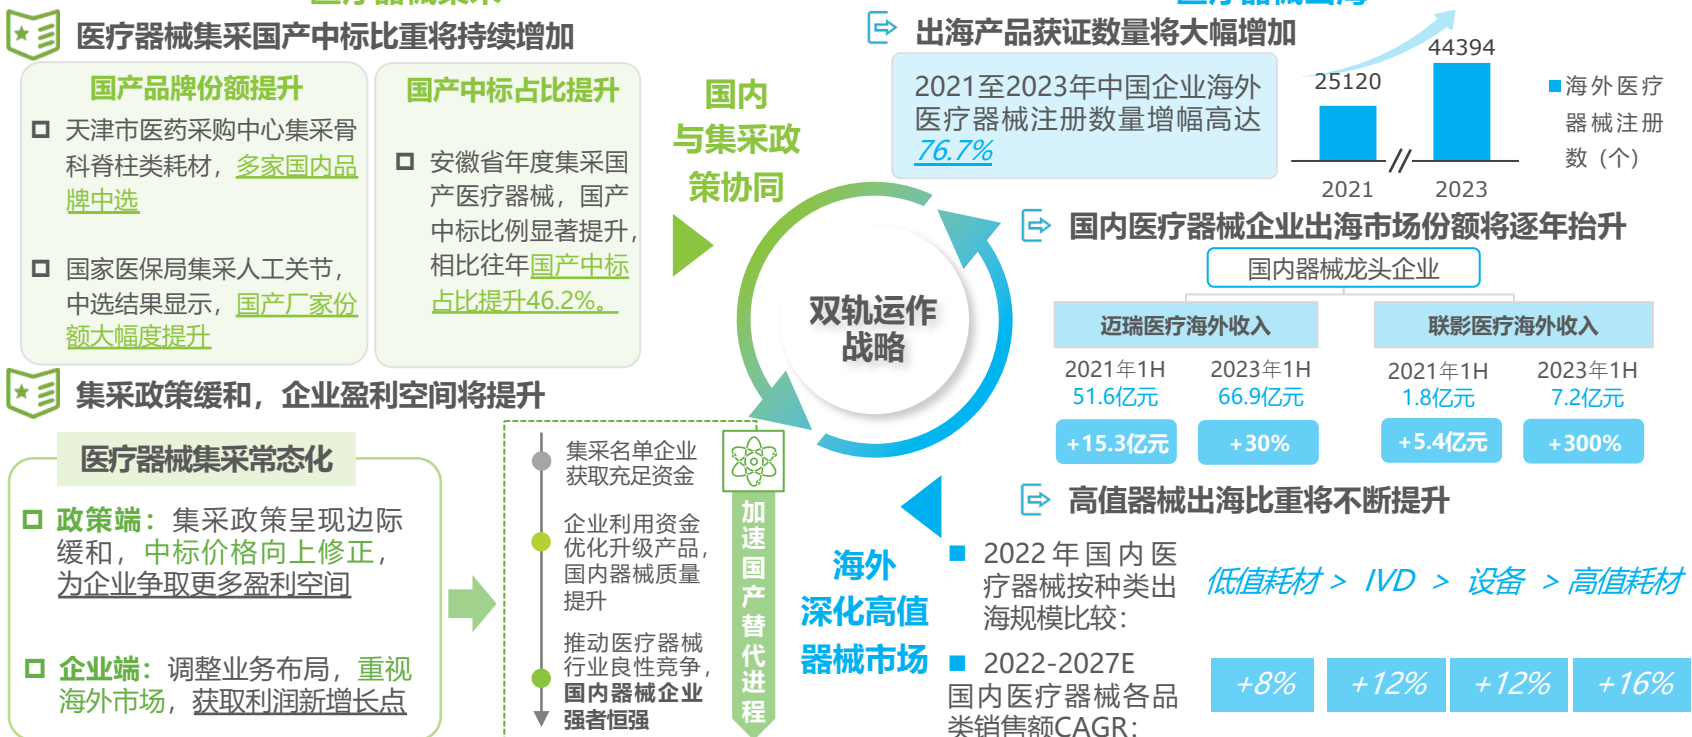 医疗器械集采
医疗器械集采国产中标比重将持续增加
国产品牌份额提升
天津市医药采购中心集采骨
科脊柱类耗材，多家国内品
牌中选
国家医保局集采人工关节，
中选结果显示，国产厂家份
额大幅度提升
国产中标占比提升
安徽省年度集采国
产医疗器械，国产
中标比例显著提升，
相比往年国产中标
占比提升46.2%。
集采政策缓和，企业盈利空间将提升
医疗器械集采常态化
政策端：集采政策呈现边际
缓和，中标价格向上修正，
为企业争取更多盈利空间
企业端：调整业务布局，重视
海外市场，获取利润新增长点
集采名单企业
获取充足资金
企业利用资金
优化升级产品，
国内器械质量
提升
推动医疗器械
行业良性竞争，
国内器械企业
强者恒强
加速国产替代进程
国内
与集采政
策协同
双轨运作
战略
海外
深化高值
器械市场
医疗器械出海
出海产品获证数量将大幅增加
2021至2023年中国企业海外
医疗器械注册数量增幅高达
76.7%
25120
44394
2021
2023
海外医疗
器械注册
数（个）
国内医疗器械企业出海市场份额将逐年抬升
国内器械龙头企业
迈瑞医疗海外收入
2021年1H 2023年1H
51.6亿元 66.9亿元
+15.3亿元 +30%
联影医疗海外收入
2021年1H 2023年1H
1.8亿元 7.2亿元
+5.4亿元 +300%
高值器械出海比重将不断提升
2022年国内医
疗器械按种类出
海规模比较：
低值耗材 > IVD > 设备 > 高值耗材
2022-2027E
国内医疗器械各品
类销售额CAGR：
+8% +12% +12% +16%